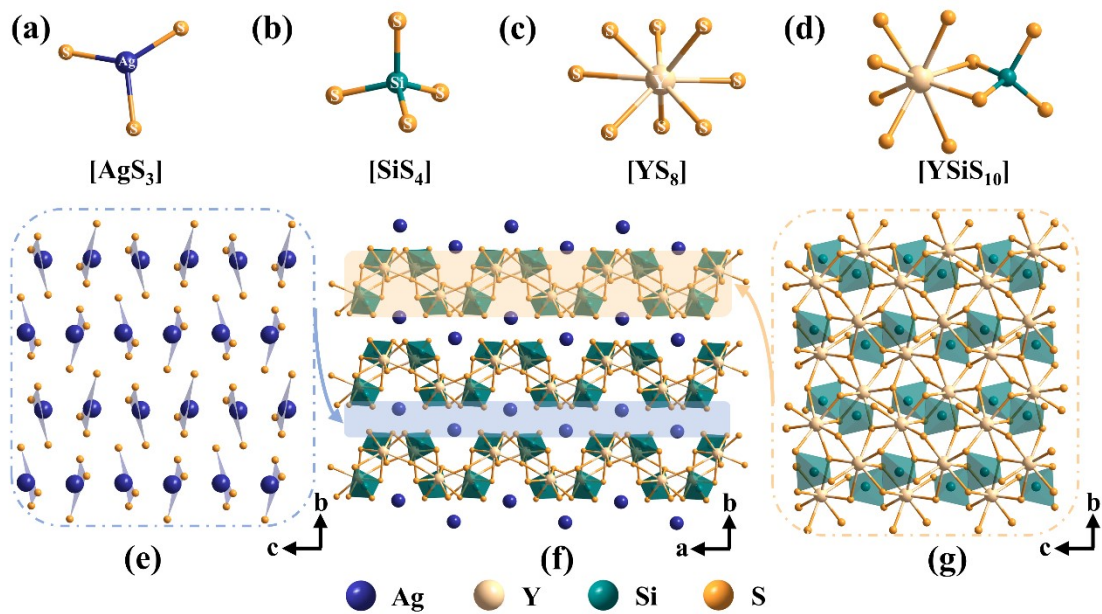 (a) (b) (c) (d)
S S Ag S
S Si S S S
S S S S Y S S S S
[AgS₃] [SiS₄] [YS₈] [YSiS₁₀]
b b b
c (e) a (f) c (g)
Ag Y Si S